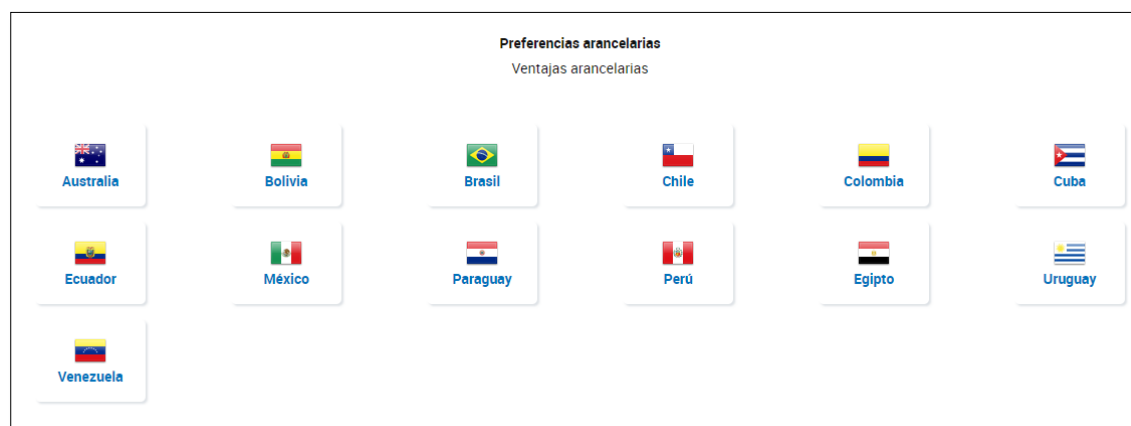 Preferencias arancelarias
Ventajas arancelarias
Australia Bolivia Brasil Chile Colombia Cuba
Ecuador México Paraguay Perú Egipto Uruguay
Venezuela